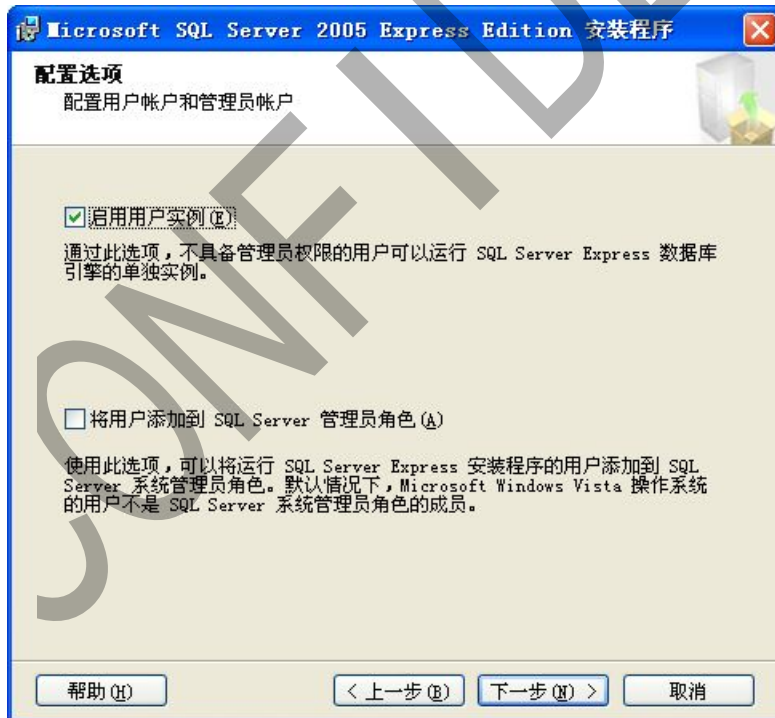 Microsoft SQL Server 2005 Express Edition 安装程序
配置选项
配置用户帐户和管理员帐户
启用用户实例(E)
通过此选项，不具备管理员权限的用户可以运行 SQL Server Express 数据库
引擎的单独实例。
将用户添加到 SQL Server 管理员角色(A)
使用此选项，可以将运行 SQL Server Express 安装程序的用户添加到 SQL
Server 系统管理员角色。默认情况下，Microsoft Windows Vista 操作系统
的用户不是 SQL Server 系统管理员角色的成员。
帮助(H)
< 上一步(B)
下一步(N) >
取消
CONFIDE